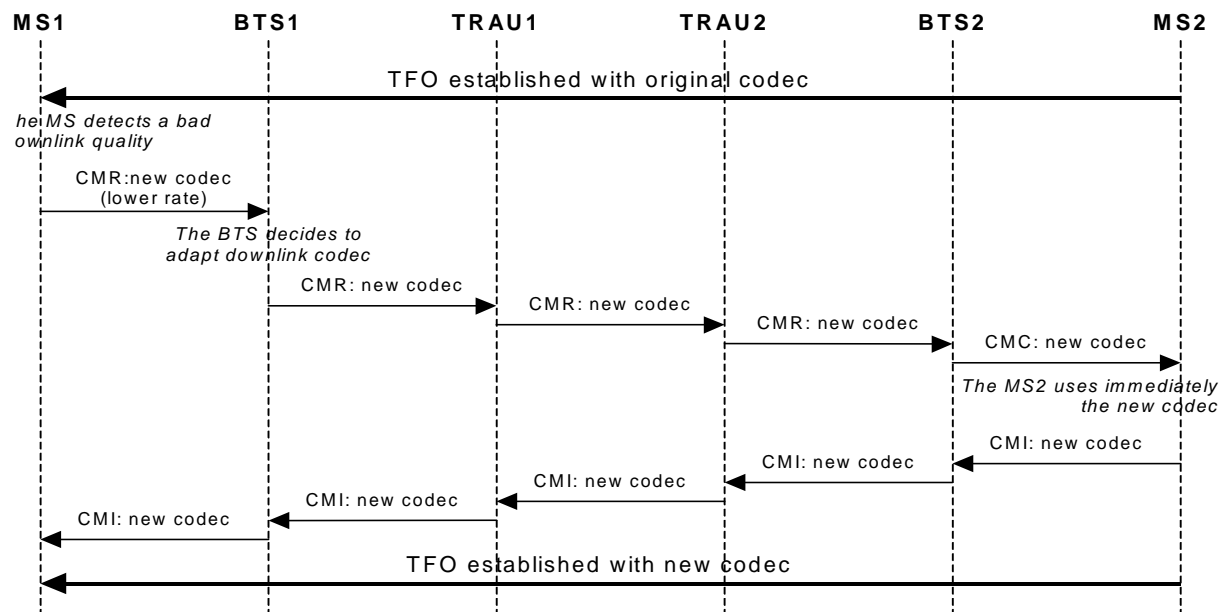 MS1 BTS1 TRAU1 TRAU2 BTS2 MS2
TFO established with original codec
he MS detects a bad
ownlink quality
CMR:new codec
(lower rate)
The BTS decides to
adapt downlink codec
CMR: new codec
CMR: new codec
CMR: new codec
CMC: new codec
The MS2 uses immediately
the new codec
CMI: new codec
CMI: new codec
CMI: new codec
CMI: new codec
CMI: new codec
TFO established with new codec